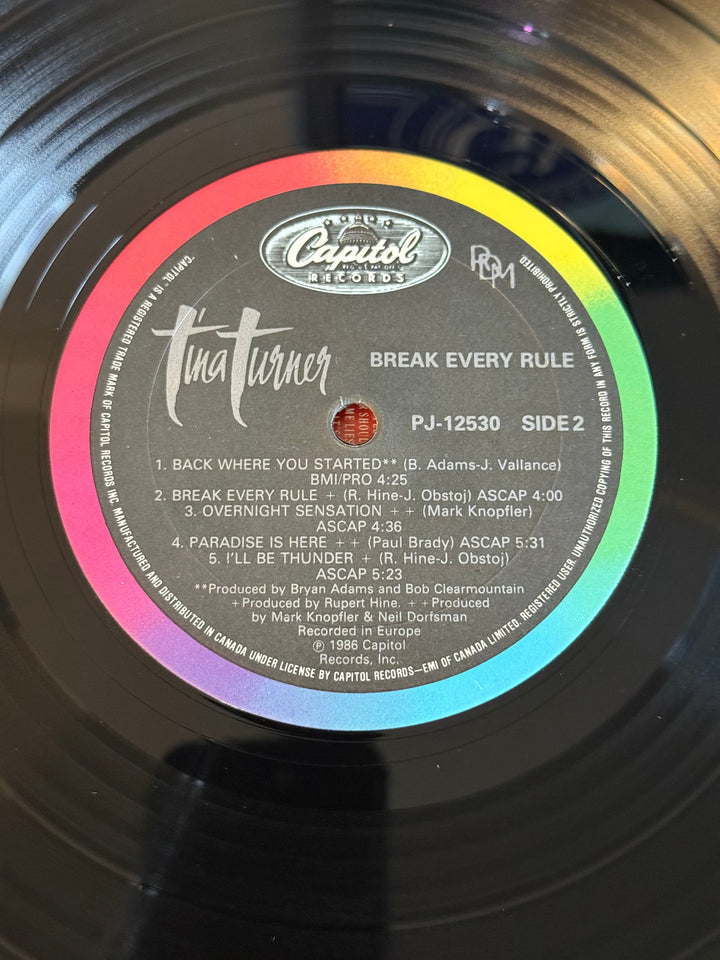 Capitol
REG. U.S. PAT. OFF.
RECORDS
Tina Turner
BREAK EVERY RULE
PJ-12530 SIDE 2
1. BACK WHERE YOU STARTED** (B. Adams-J. Vallance)
BMI/PRO 4:25
2. BREAK EVERY RULE + (R. Hine-J. Obstoj) ASCAP 4:00
3. OVERNIGHT SENSATION ++ (Mark Knopfler)
ASCAP 4:36
4. PARADISE IS HERE ++ (Paul Brady) ASCAP 5:31
5. I'LL BE THUNDER + (R. Hine-J. Obstoj)
ASCAP 5:23
**Produced by Bryan Adams and Bob Clearmountain
+Produced by Rupert Hine. ++Produced
by Mark Knopfler & Neil Dorfsman
Recorded in Europe
℗ 1986 Capitol
Records, Inc.
"CAPITOL" IS A REGISTERED TRADE MARK OF CAPITOL RECORDS INC. MANUFACTURED AND DISTRIBUTED IN CANADA UNDER LICENSE BY CAPITOL RECORDS—EMI OF CANADA LIMITED. REGISTERED USER. UNAUTHORIZED COPYING OF THIS RECORD IN ANY FORM IS STRICTLY PROHIBITED.
SHOUL
MELIES